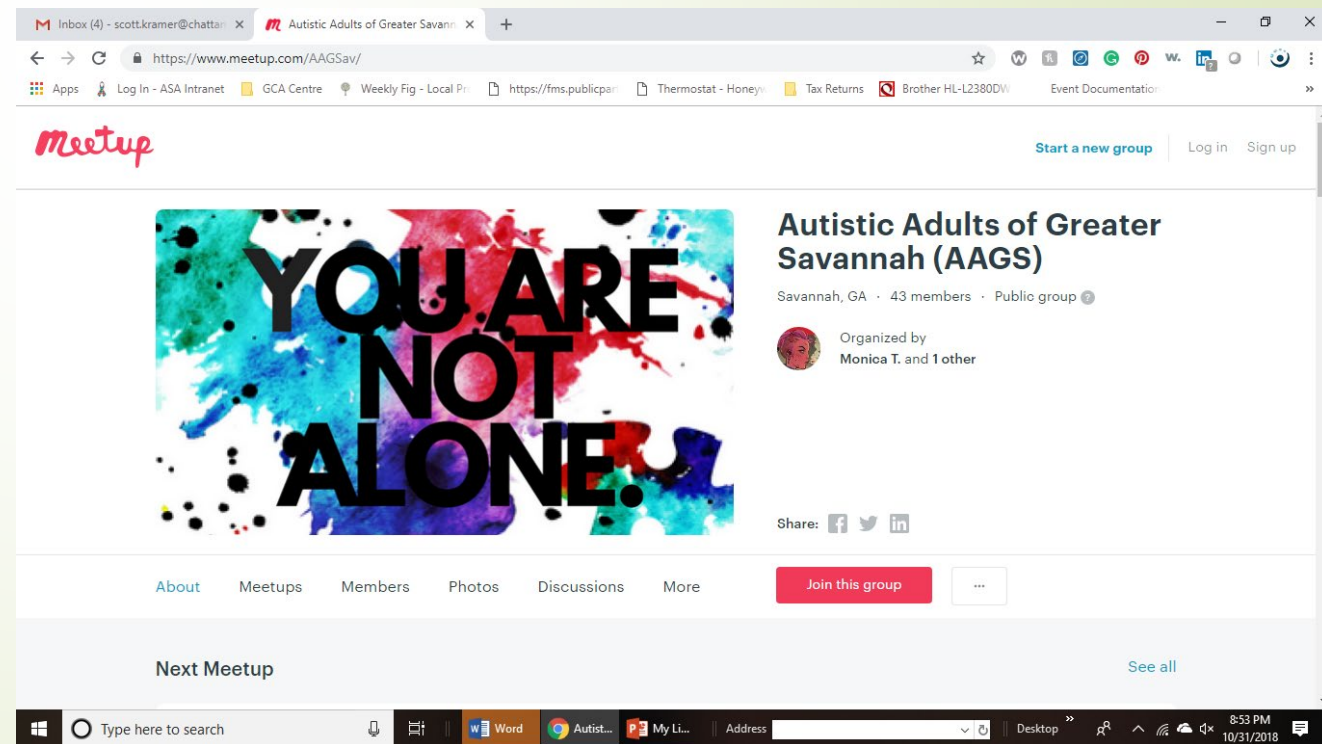 Inbox (4) - scott.kramer@chattan
Autistic Adults of Greater Savann
https://www.meetup.com/AAGSav/
Apps Log In - ASA Intranet GCA Centre Weekly Fig - Local Pr https://fms.publicpar Thermostat - Honeyw Tax Returns Brother HL-L2380DW Event Documentation
meetup
Start a new group Log in Sign up
YOU ARE
NOT
ALONE.
Autistic Adults of Greater
Savannah (AAGS)
Savannah, GA · 43 members · Public group ?
Organized by
Monica T. and 1 other
Share:
About Meetups Members Photos Discussions More
Join this group ...
Next Meetup See all
Type here to search Word Autist... My Li... Address Desktop 8:53 PM
10/31/2018